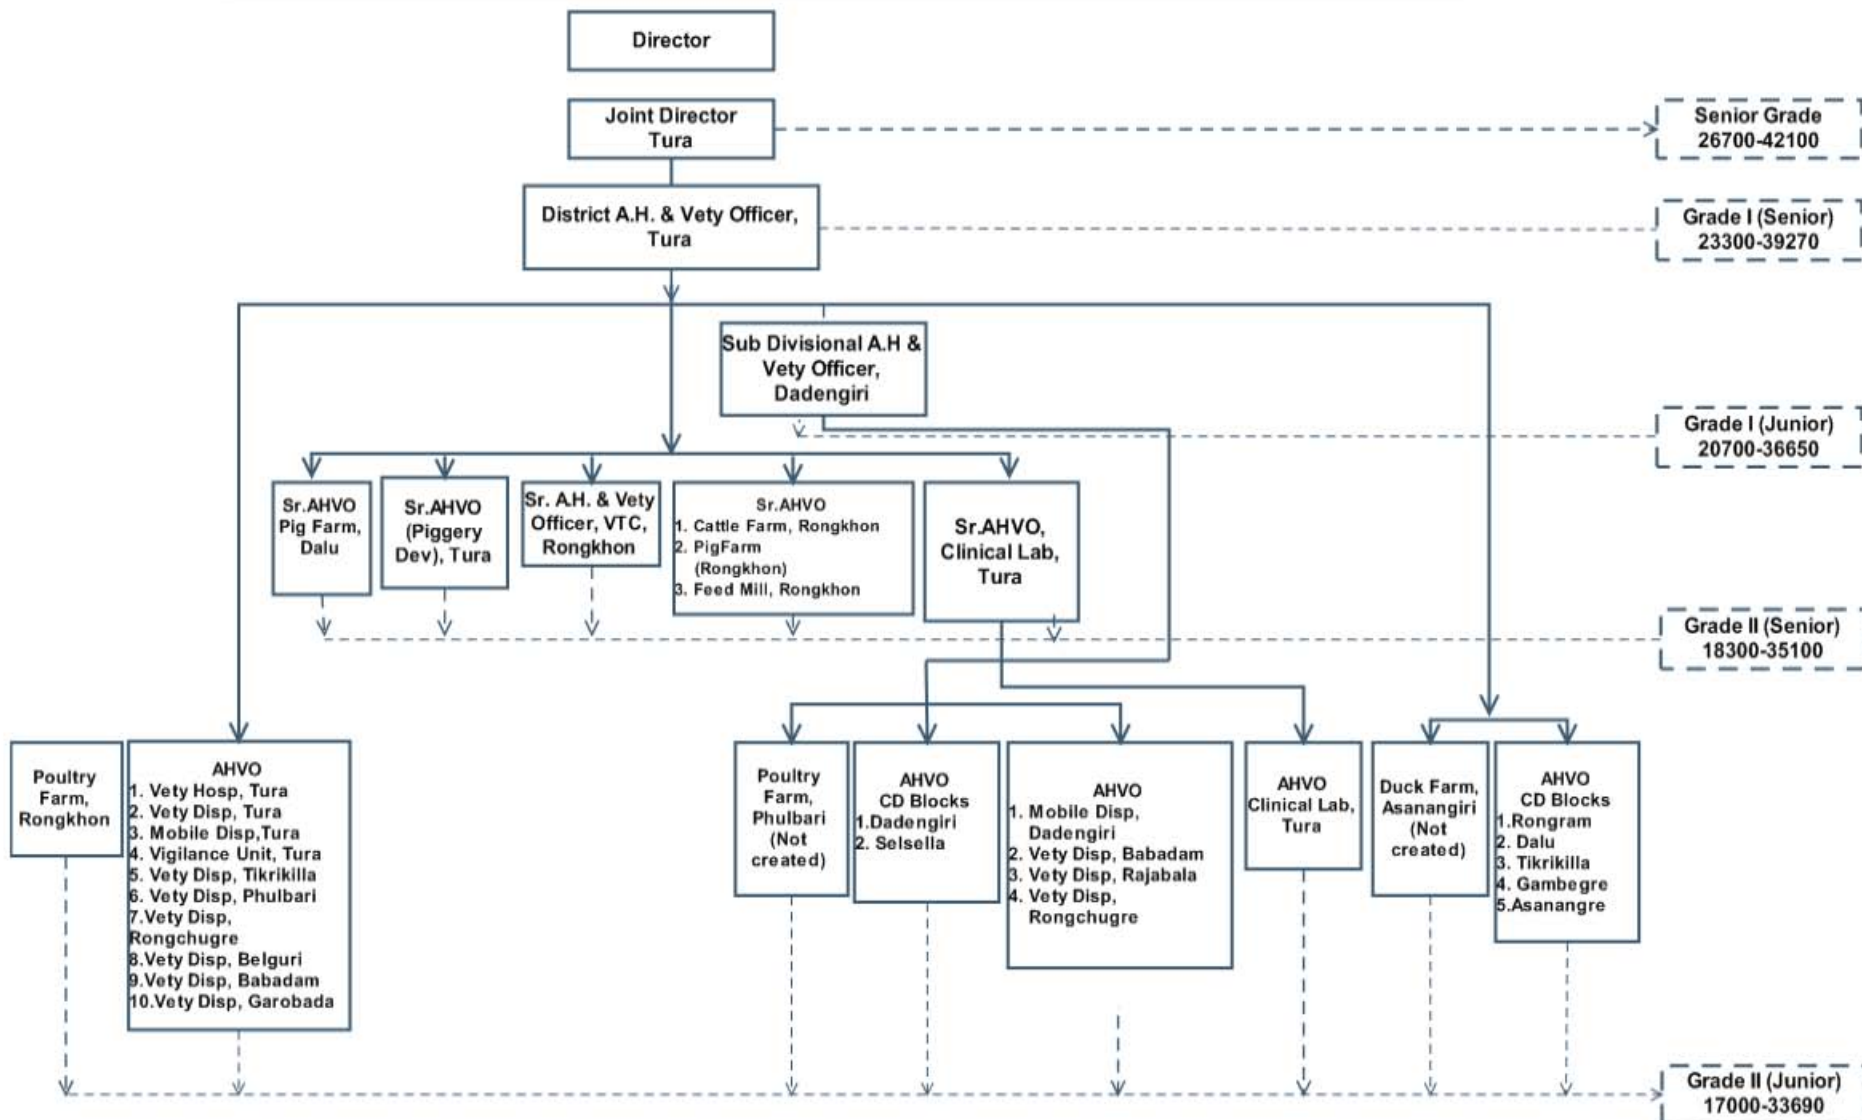 Director
Joint Director
Tura
Senior Grade
26700-42100
District A.H. & Vety Officer,
Tura
Grade I (Senior)
23300-39270
Sub Divisional A.H &
Vety Officer,
Dadengiri
Grade I (Junior)
20700-36650
Sr.AHVO
Pig Farm,
Dalu
Sr.AHVO
(Piggery
Dev), Tura
Sr. A.H. & Vety
Officer, VTC,
Rongkhon
Sr.AHVO
1. Cattle Farm, Rongkhon
2. PigFarm
(Rongkhon)
3. Feed Mill, Rongkhon
Sr.AHVO,
Clinical Lab,
Tura
Grade II (Senior)
18300-35100
Poultry
Farm,
Rongkhon
AHVO
1. Vety Hosp, Tura
2. Vety Disp, Tura
3. Mobile Disp,Tura
4. Vigilance Unit, Tura
5. Vety Disp, Tikrikilla
6. Vety Disp, Phulbari
7.Vety Disp,
Rongchugre
8.Vety Disp, Belguri
9.Vety Disp, Babadam
10.Vety Disp, Garobada
Poultry
Farm,
Phulbari
(Not
created)
AHVO
CD Blocks
1.Dadengiri
2. Selsella
AHVO
1. Mobile Disp,
Dadengiri
2. Vety Disp, Babadam
3. Vety Disp, Rajabala
4. Vety Disp,
Rongchugre
AHVO
Clinical Lab,
Tura
Duck Farm,
Asanangiri
(Not
created)
AHVO
CD Blocks
1.Rongram
2. Dalu
3. Tikrikilla
4. Gambegre
5.Asanangre
Grade II (Junior)
17000-33690